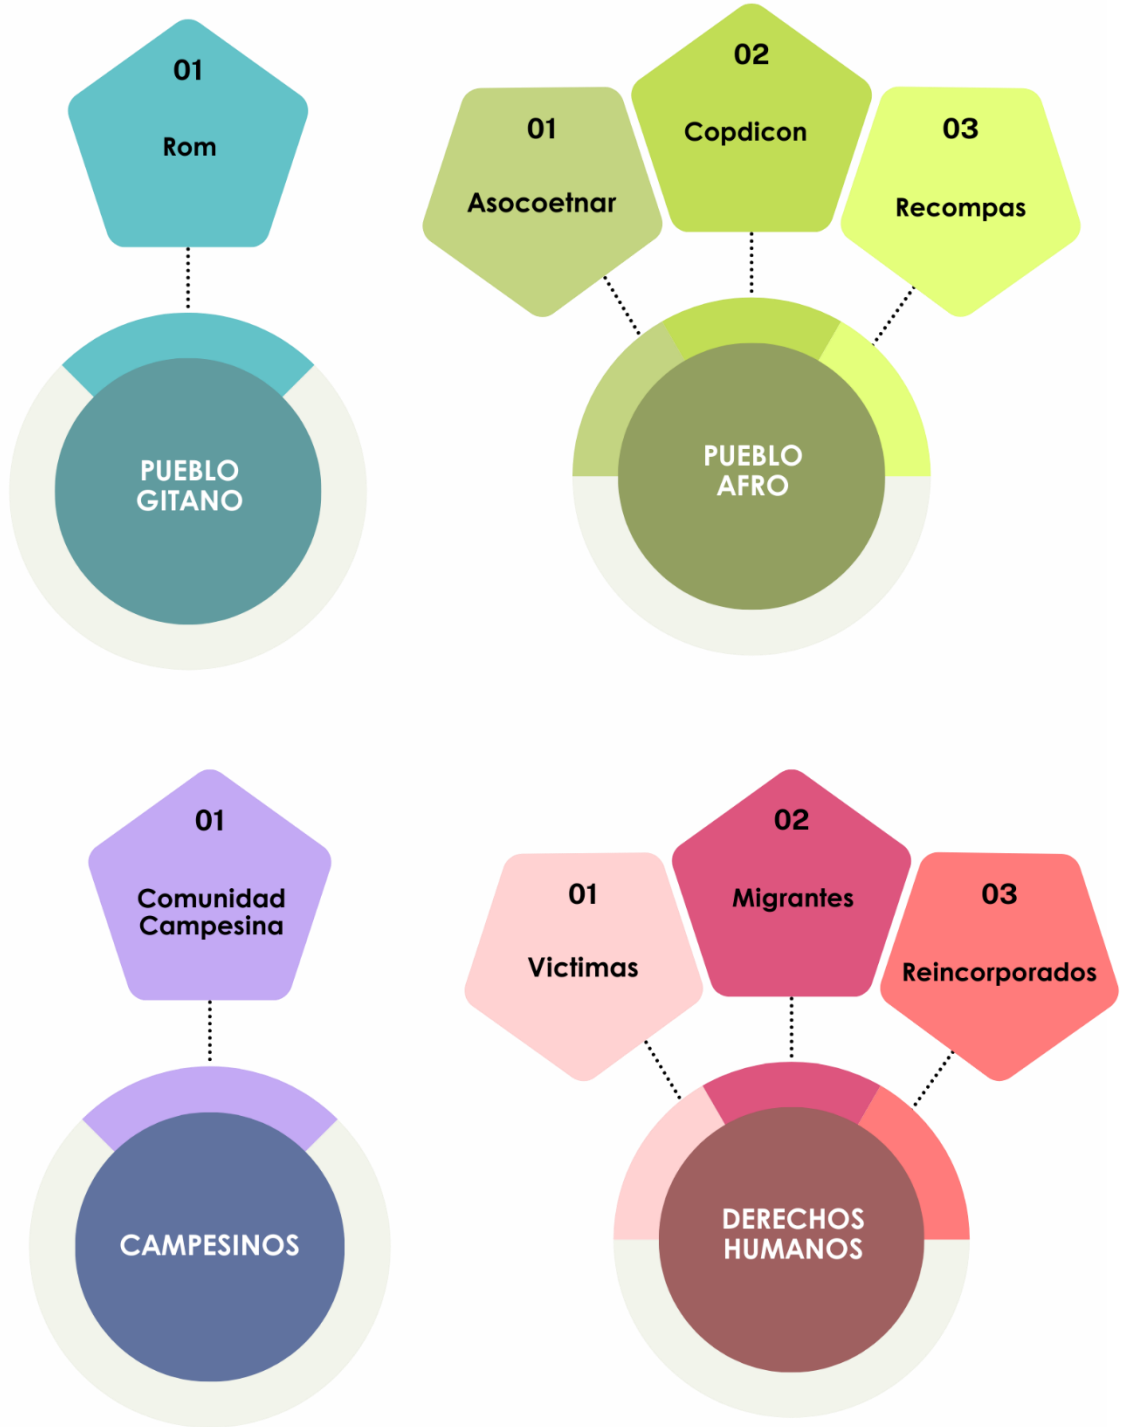 01
Rom
PUEBLO
GITANO
01
Asocoetnar
02
Copdicon
03
Recompas
PUEBLO
AFRO
01
Comunidad
Campesina
CAMPESINOS
01
Victimas
02
Migrantes
03
Reincorporados
DERECHOS
HUMANOS